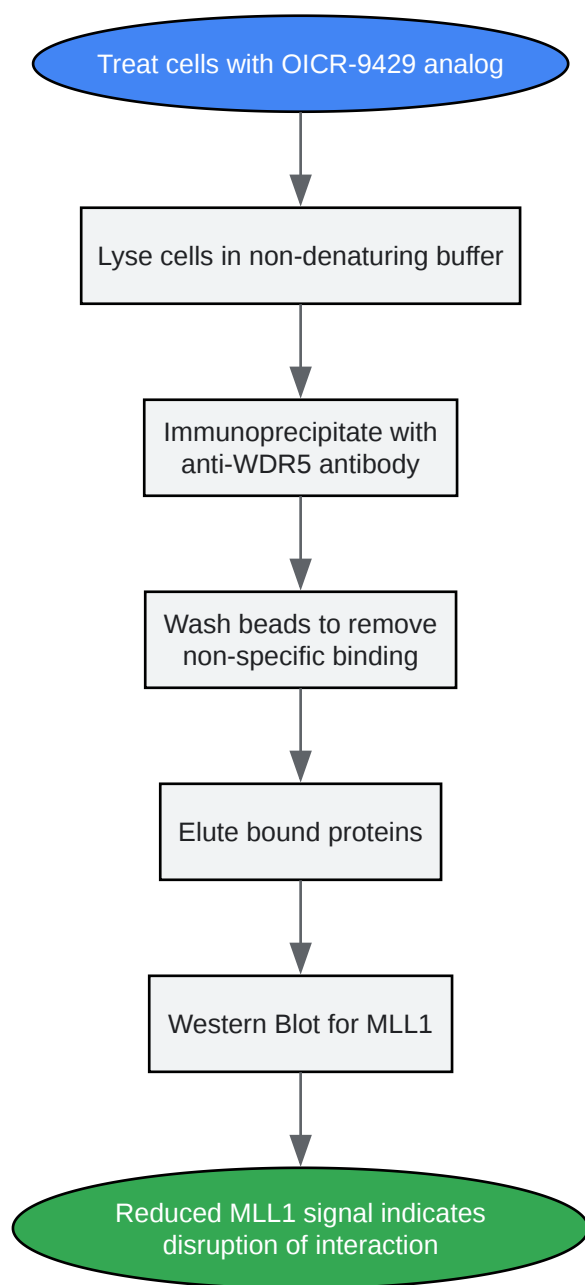 Treat cells with OICR-9429 analog
Lyse cells in non-denaturing buffer
Immunoprecipitate with
anti-WDR5 antibody
Wash beads to remove
non-specific binding
Elute bound proteins
Western Blot for MLL1
Reduced MLL1 signal indicates
disruption of interaction